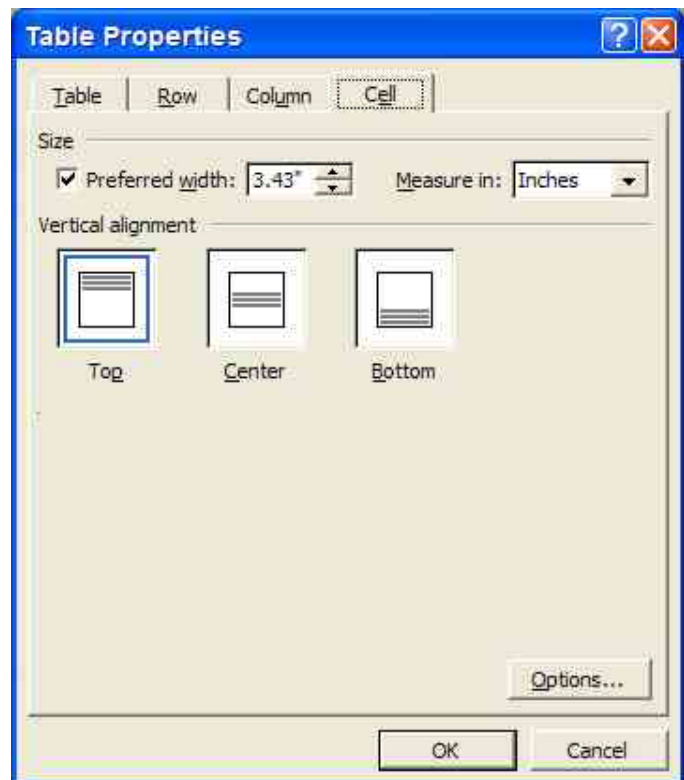 Table Properties
Table Row Column Cell
Size
Preferred width: 3.43" Measure in: Inches
Vertical alignment
Top Center Bottom
Options...
OK Cancel